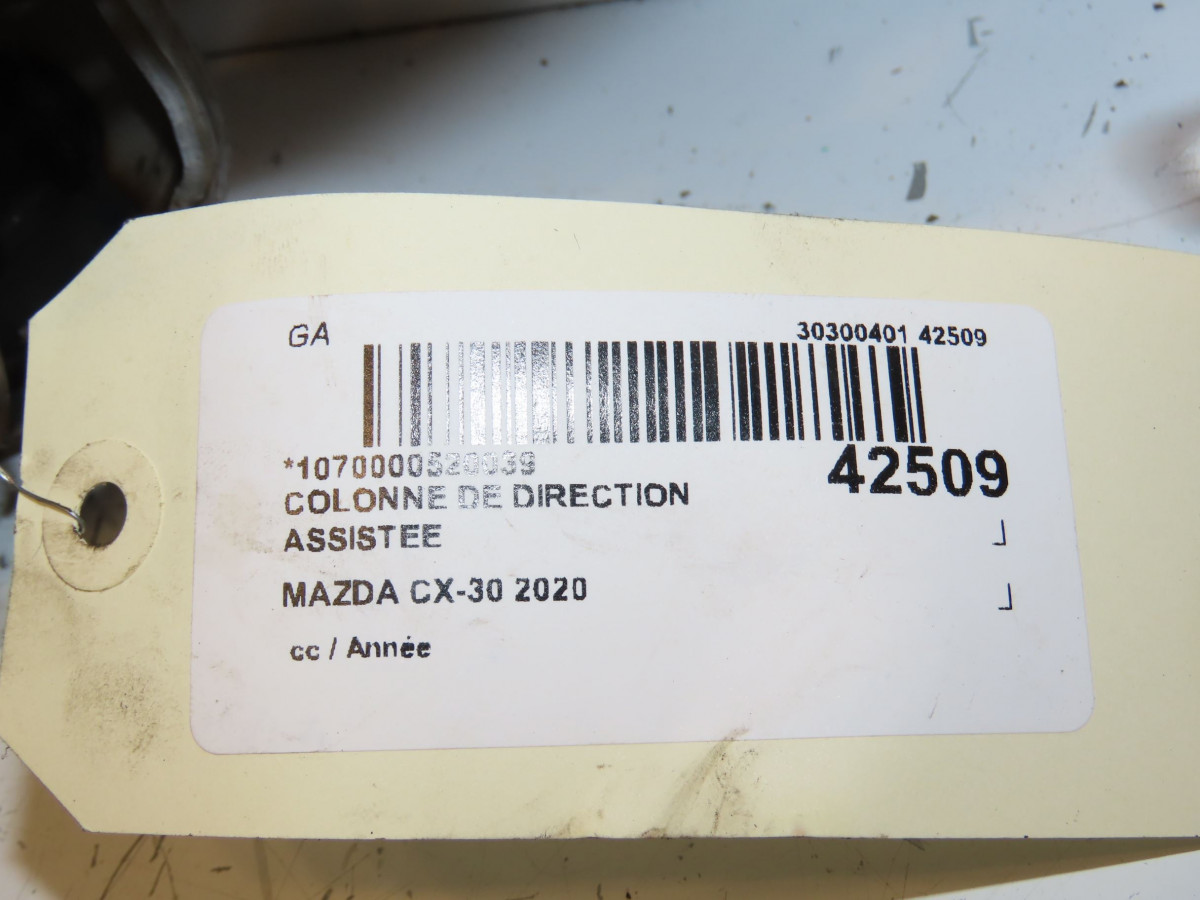 GA
30300401 42509
*1070000520039
42509
COLONNE DE DIRECTION
ASSISTEE
MAZDA CX-30 2020
cc / Année